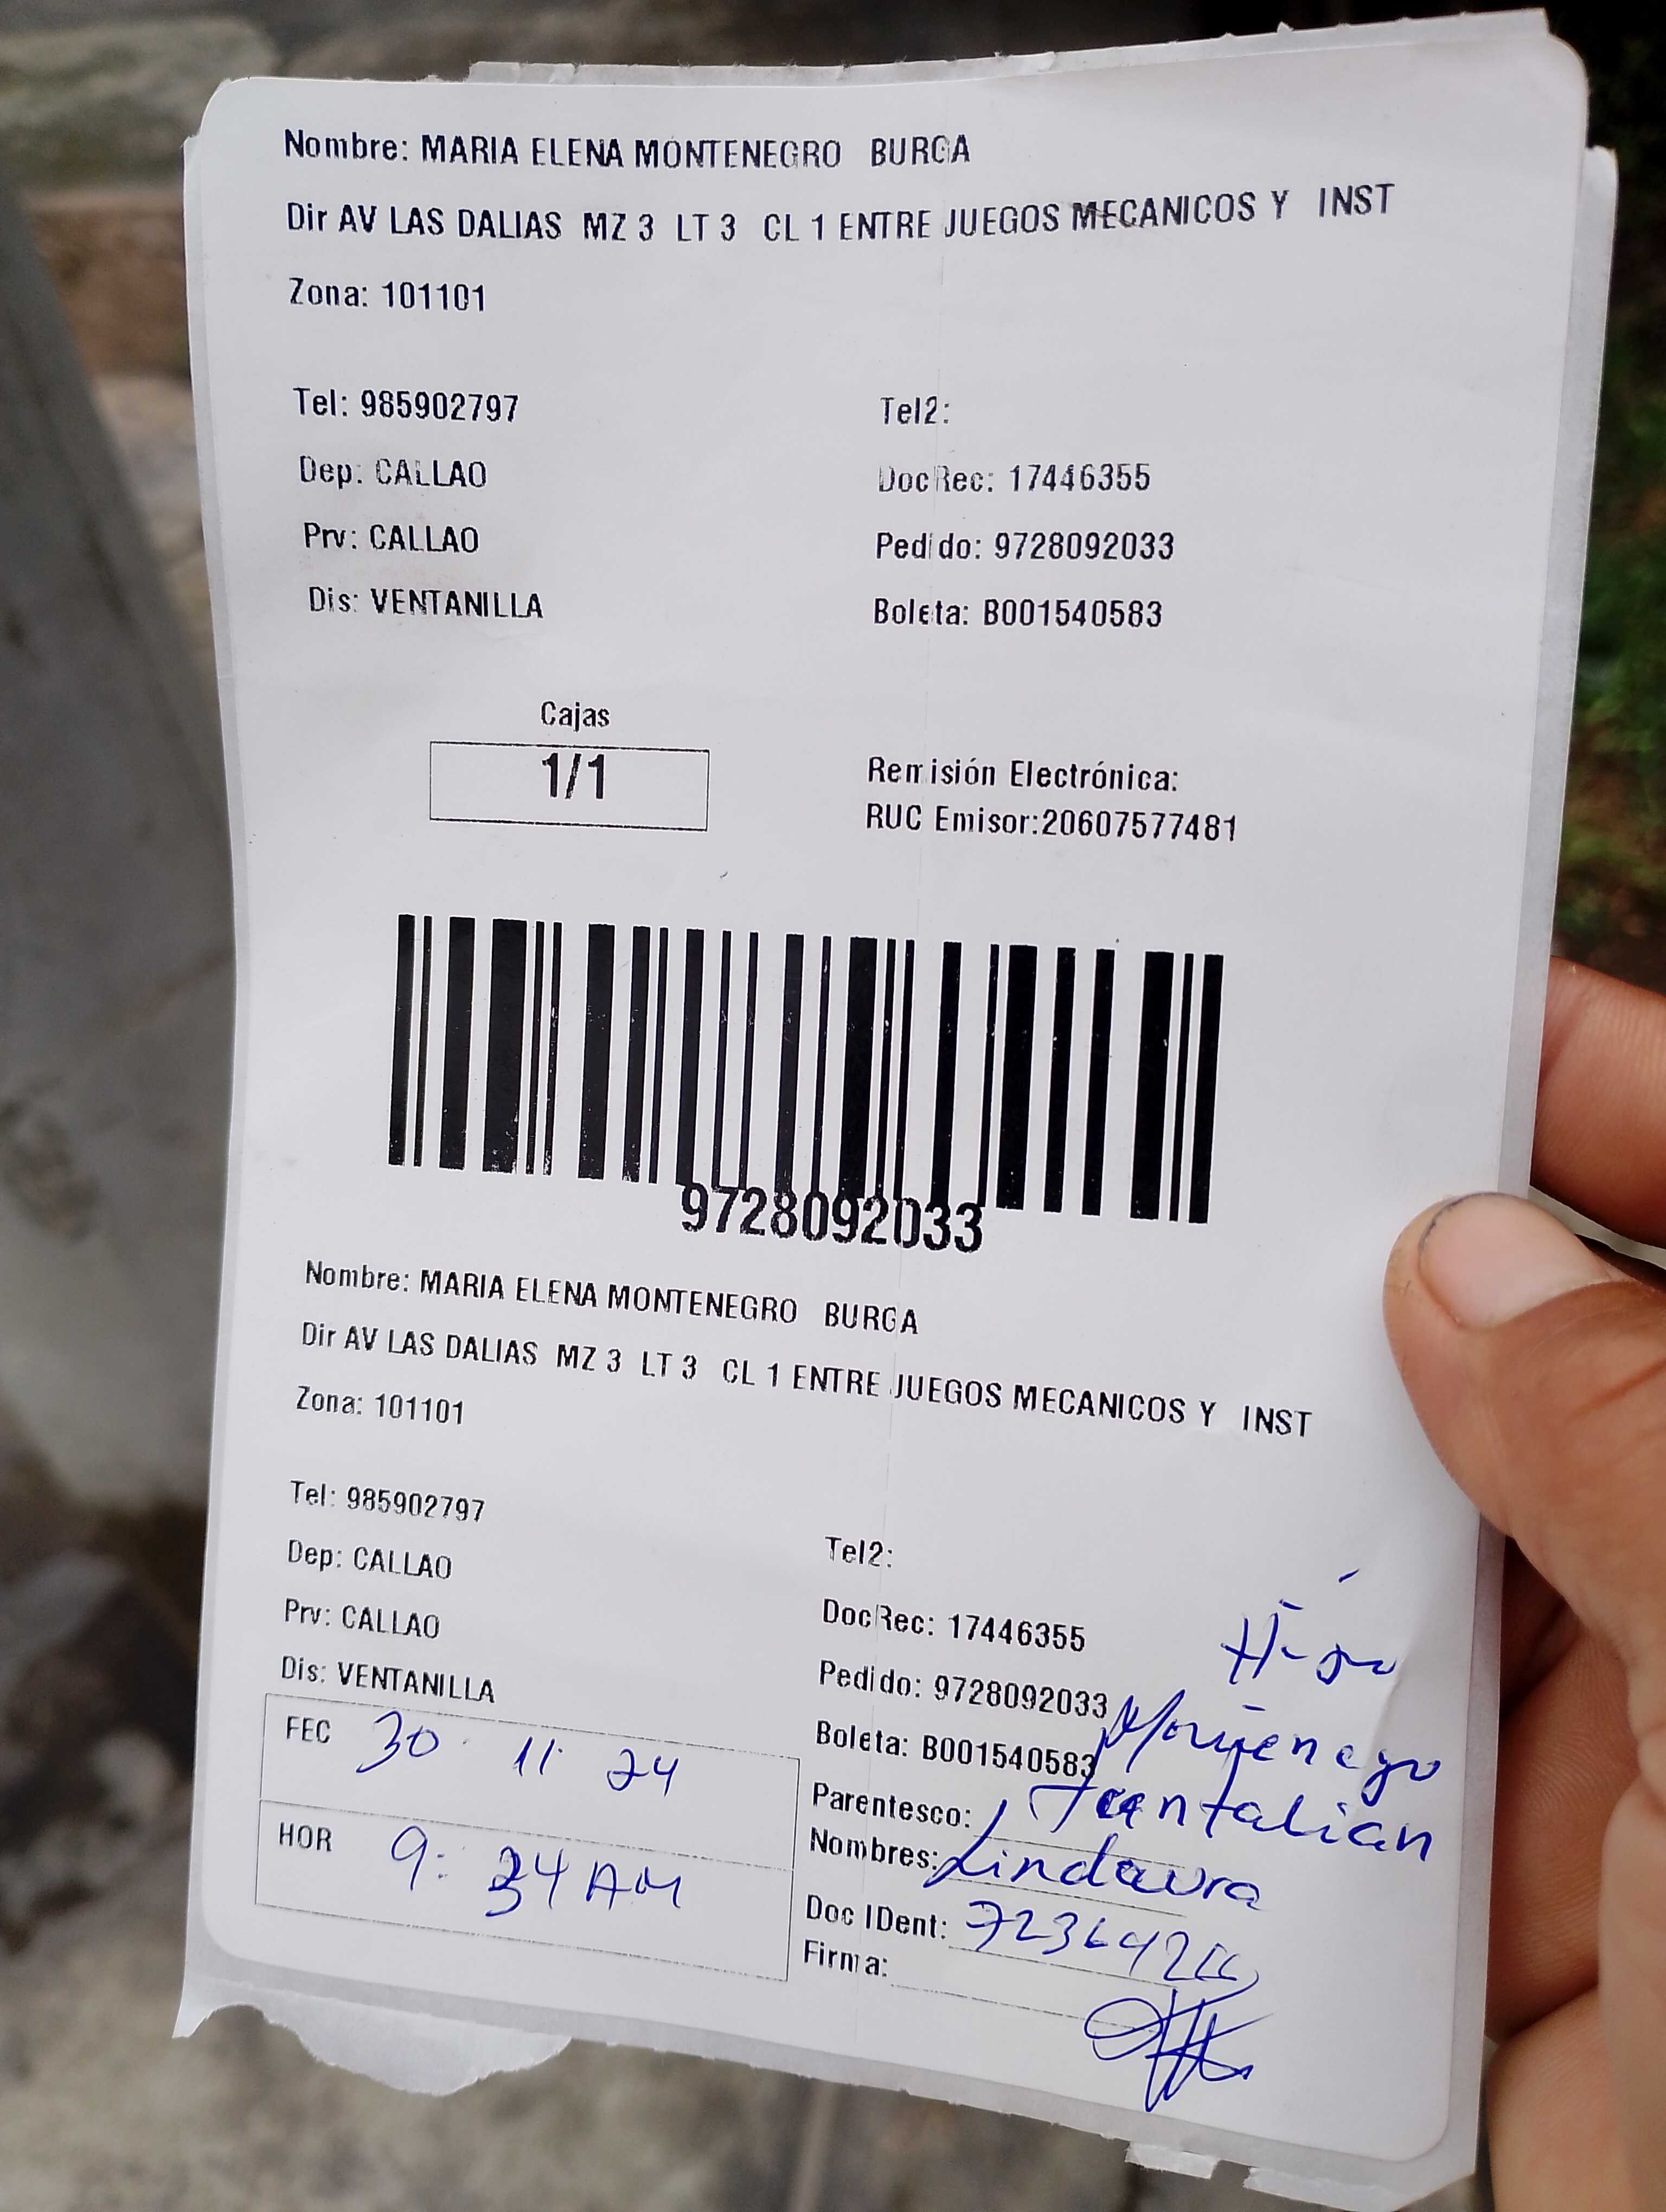 Nombre: MARIA ELENA MONTENEGRO BURGA
Dir AV LAS DALIAS MZ 3 LT 3 CL 1 ENTRE JUEGOS MECANICOS Y INST
Zona: 101101
Tel: 985902797 Tel2:
Dep: CALLAO DocRec: 17446355
Prv: CALLAO Pedido: 9728092033
Dis: VENTANILLA Boleta: B001540583
Cajas
1/1
Remisión Electrónica:
RUC Emisor:20607577481
9728092033
Nombre: MARIA ELENA MONTENEGRO BURGA
Dir AV LAS DALIAS MZ 3 LT 3 CL 1 ENTRE JUEGOS MECANICOS Y INST
Zona: 101101
Tel: 985902797 Tel2:
Dep: CALLAO DocRec: 17446355
Prv: CALLAO Pedido: 9728092033
Dis: VENTANILLA Boleta: B001540583
FEC 30 11 24
HOR 9: 34 AM
Parentesco:
Nombres: Lindaura
Doc IDent:
Firma: